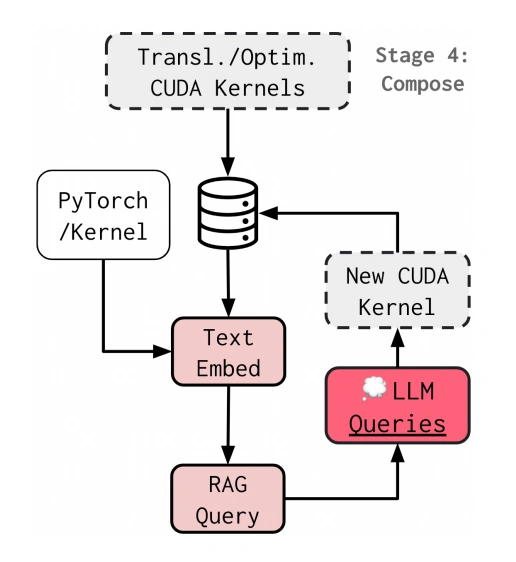 Transl./Optim.
CUDA Kernels
Stage 4:
Compose
PyTorch
/Kernel
New CUDA
Kernel
Text
Embed
LLM
Queries
RAG
Query